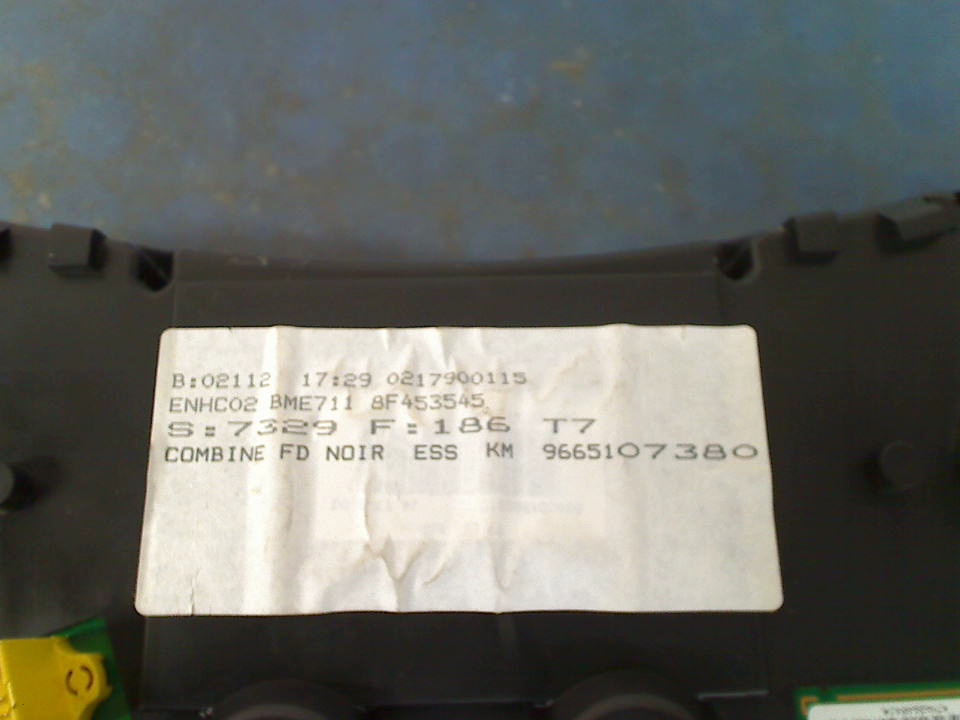 B:02112 17:29 0217900115
ENHC02 BME711 8F453545
S:7329 F:186 T7
COMBINE FD NOIR ESS KM 9665107380